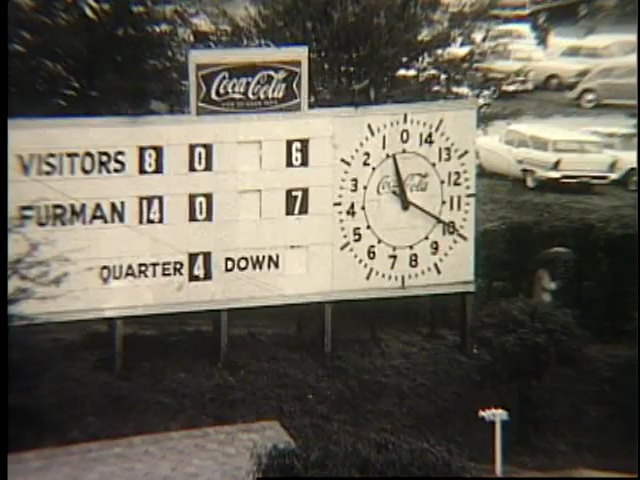 Coca-Cola
VISITORS 8 0 6
FURMAN 14 0 7
QUARTER 4 DOWN
0 14 13 12 11 10 9 8 7 6 5 4 3 2 1
Coca-Cola